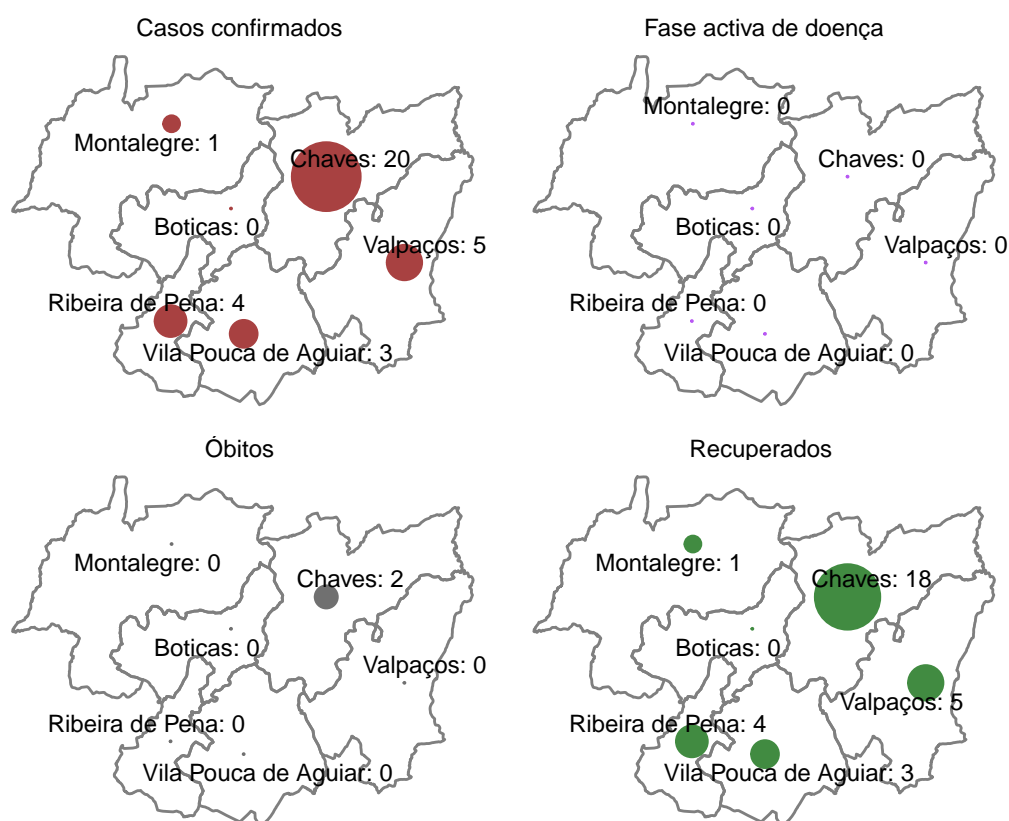 Casos confirmados
Montalegre: 1
Chaves: 20
Boticas: 0
Valpaços: 5
Ribeira de Pena: 4
Vila Pouca de Aguiar: 3
Fase activa de doença
Montalegre: 0
Chaves: 0
Boticas: 0
Valpaços: 0
Ribeira de Pena: 0
Vila Pouca de Aguiar: 0
Óbitos
Montalegre: 0
Chaves: 2
Boticas: 0
Valpaços: 0
Ribeira de Pena: 0
Vila Pouca de Aguiar: 0
Recuperados
Montalegre: 1
Chaves: 18
Boticas: 0
Valpaços: 5
Ribeira de Pena: 4
Vila Pouca de Aguiar: 3